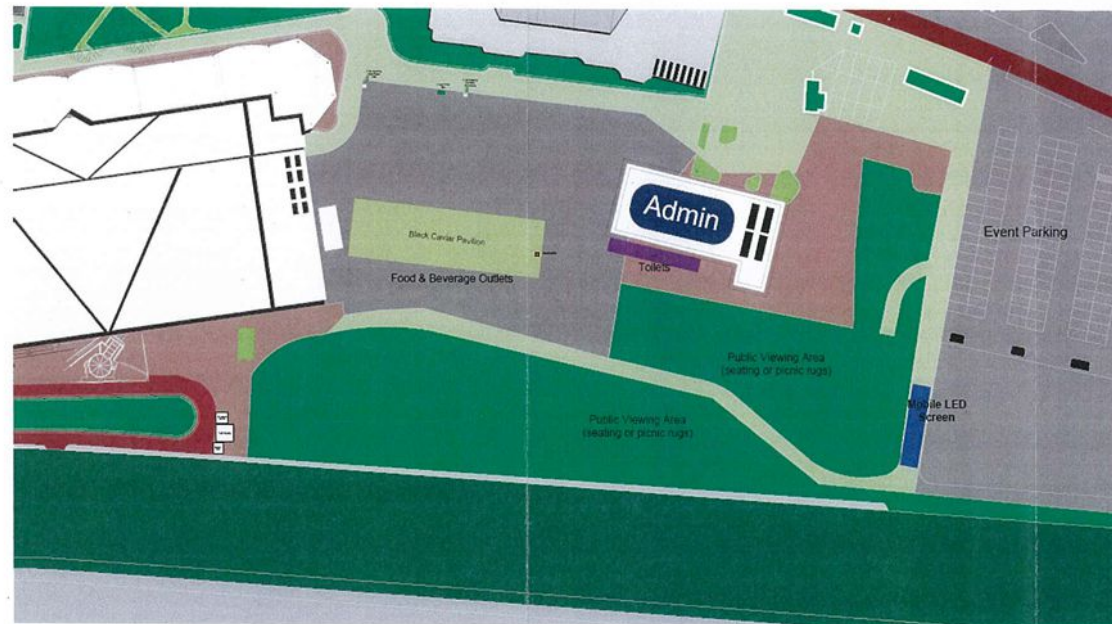 Admin
Event Parking
Black Caviar Pavilion
Toilets
Food & Beverage Outlets
Public Viewing Area
(seating or picnic rugs)
Mobile LED
Screen
Public Viewing Area
(seating or picnic rugs)